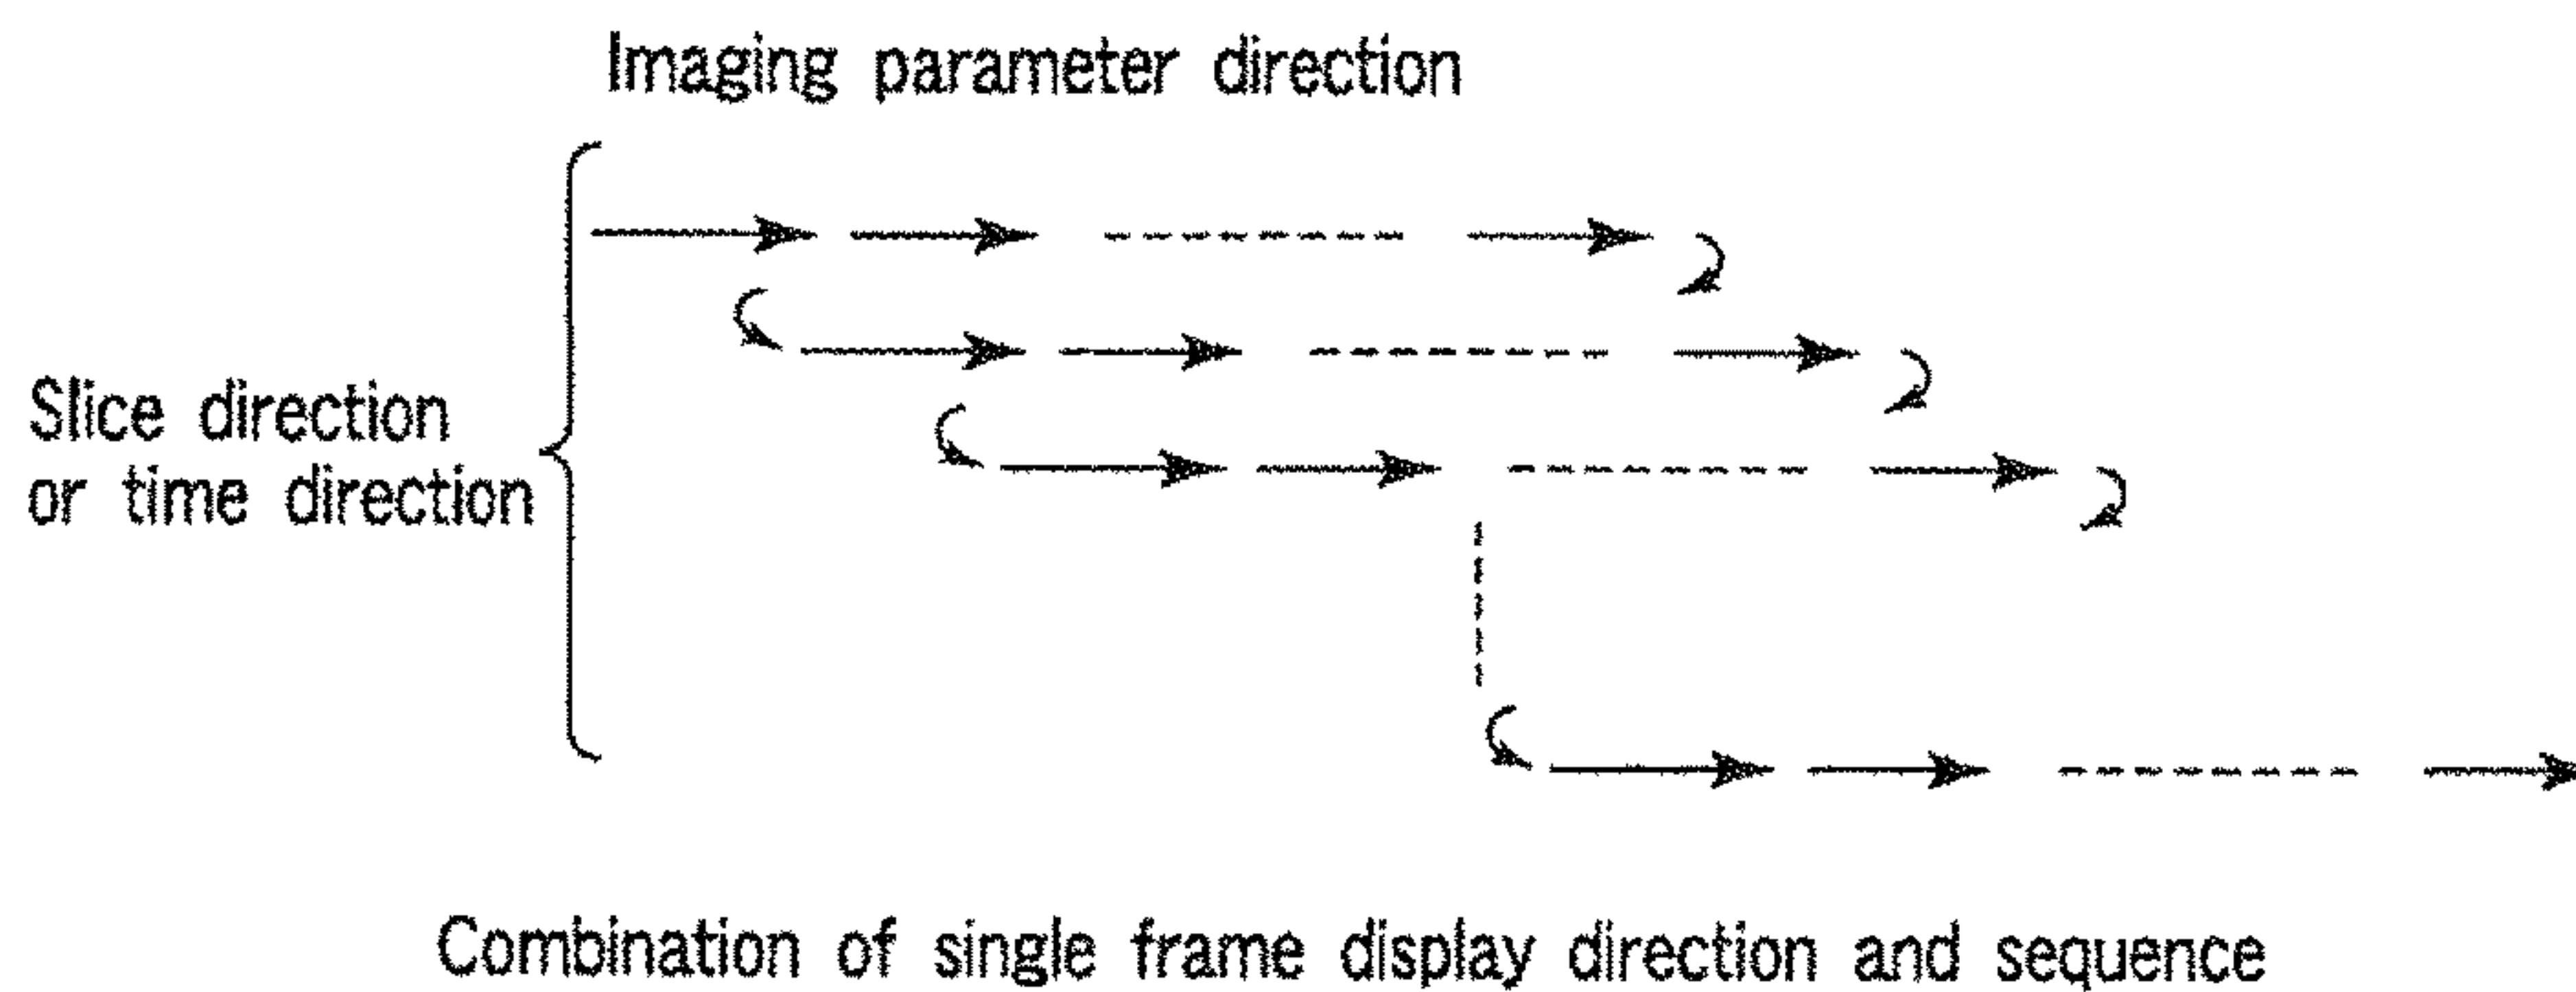 Imaging parameter direction
Slice direction
or time direction
Combination of single frame display direction and sequence